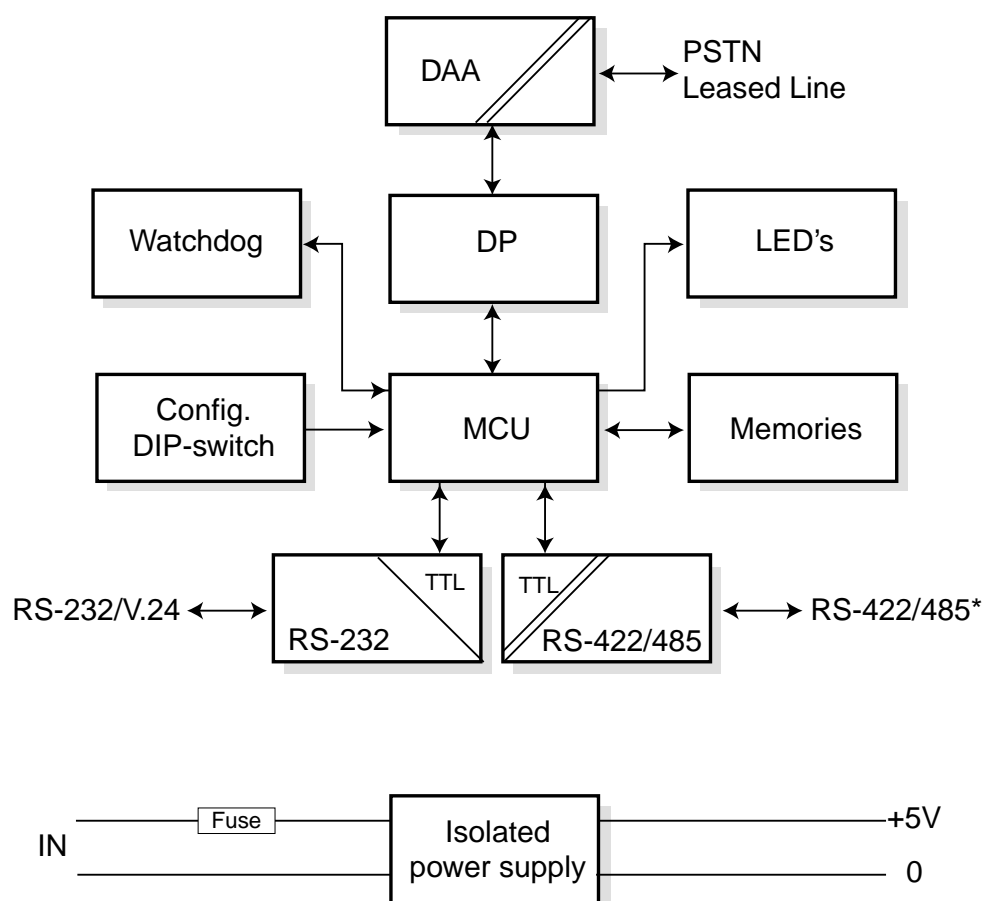 DAA
PSTN
Leased Line
Watchdog
DP
LED’s
Config.
DIP-switch
MCU
Memories
TTL
TTL
RS-232/V.24
RS-232
RS-422/485
RS-422/485*
IN
Fuse
Isolated
power supply
+5V
0